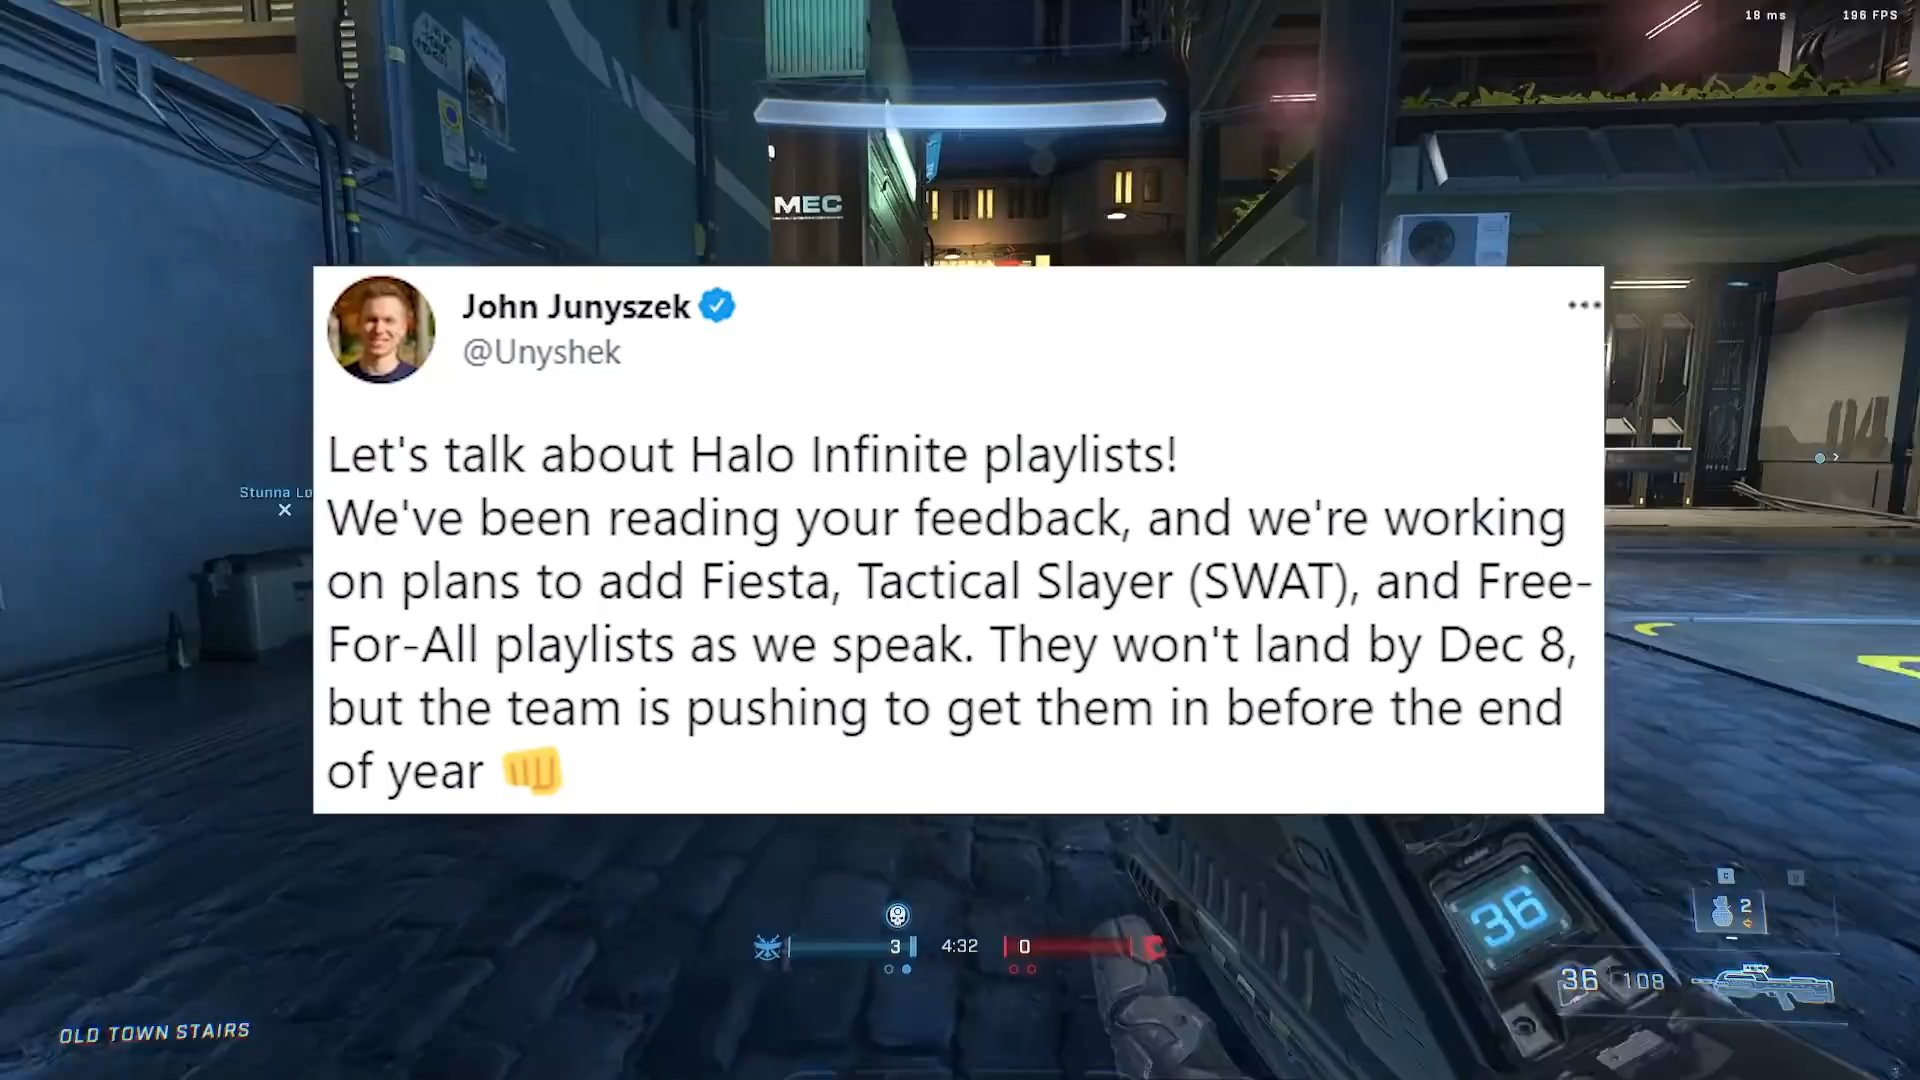 18 ms 196 FPS
MEC
John Junyszek
@Unyshek
Let's talk about Halo Infinite playlists!
We've been reading your feedback, and we're working
on plans to add Fiesta, Tactical Slayer (SWAT), and Free-
For-All playlists as we speak. They won't land by Dec 8,
but the team is pushing to get them in before the end
of year 👊
Stunna Lo
114
36
C
2
3 4:32 0
36 108
OLD TOWN STAIRS